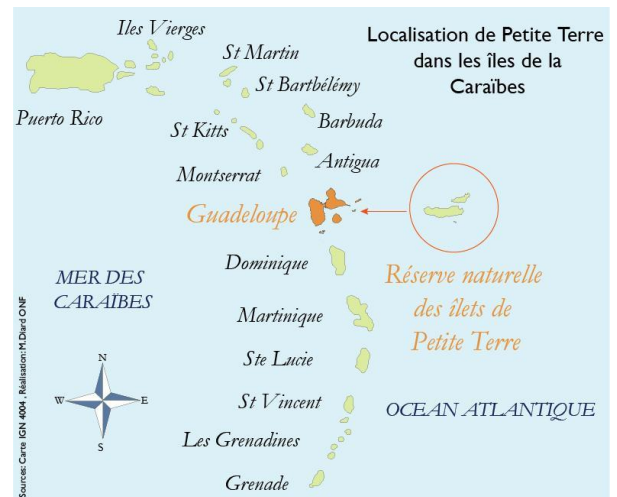 Localisation de Petite Terre
dans les îles de la
Caraïbes
Iles Vierges
St Martin
St Bartbélémy
Puerto Rico
St Kitts
Barbuda
Antigua
Montserrat
Guadeloupe
Dominique
Réserve naturelle
des îlets de
Petite Terre
MER DES
CARAÏBES
Martinique
Ste Lucie
St Vincent
OCEAN ATLANTIQUE
Les Grenadines
Grenade
N
W
E
S
Sources: Carte IGN 4004 , Réalisation: M.Diard ONF